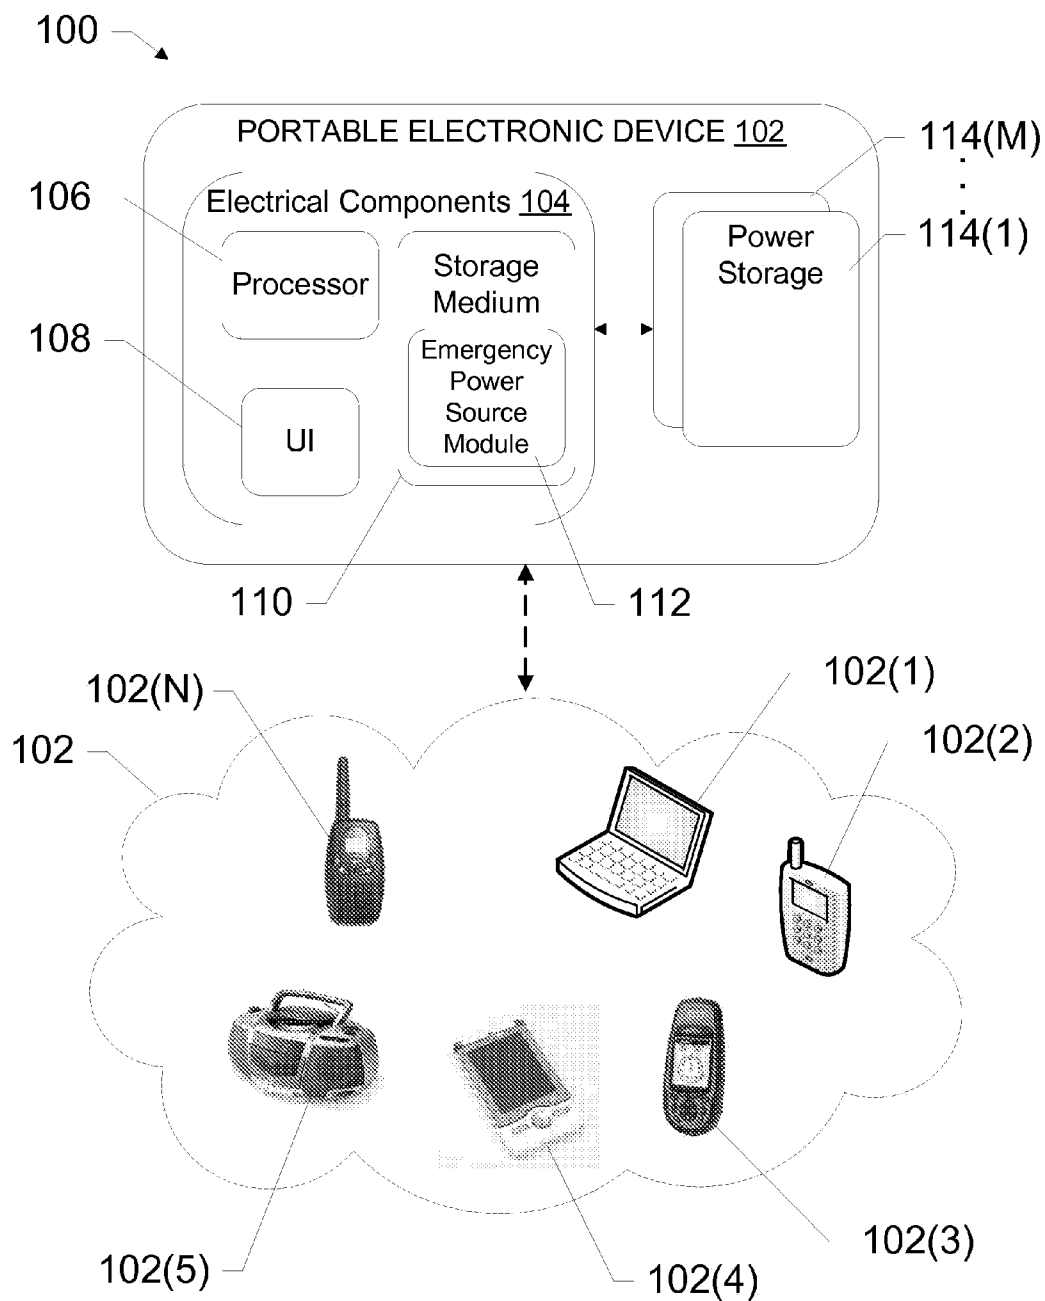 100
PORTABLE ELECTRONIC DEVICE 102
114(M)
106
Electrical Components 104
114(1)
Processor
Storage
Medium
Power
Storage
108
Emergency
Power
Source
Module
UI
110
112
102(N)
102(1)
102
102(2)
102(5)
102(4)
102(3)